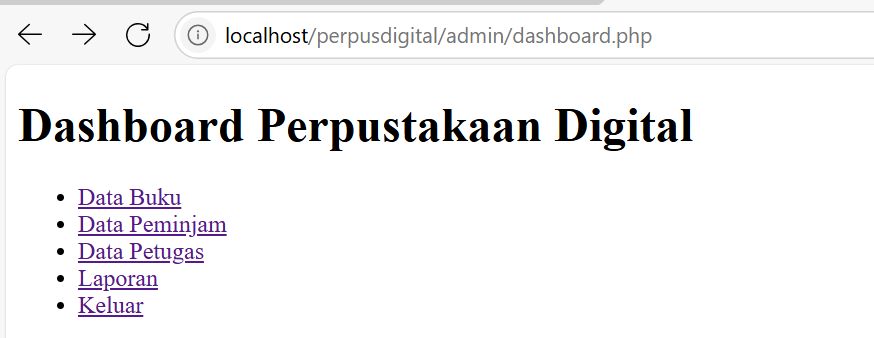 localhost/perpusdigital/admin/dashboard.php
Dashboard Perpustakaan Digital
Data Buku
Data Peminjam
Data Petugas
Laporan
Keluar